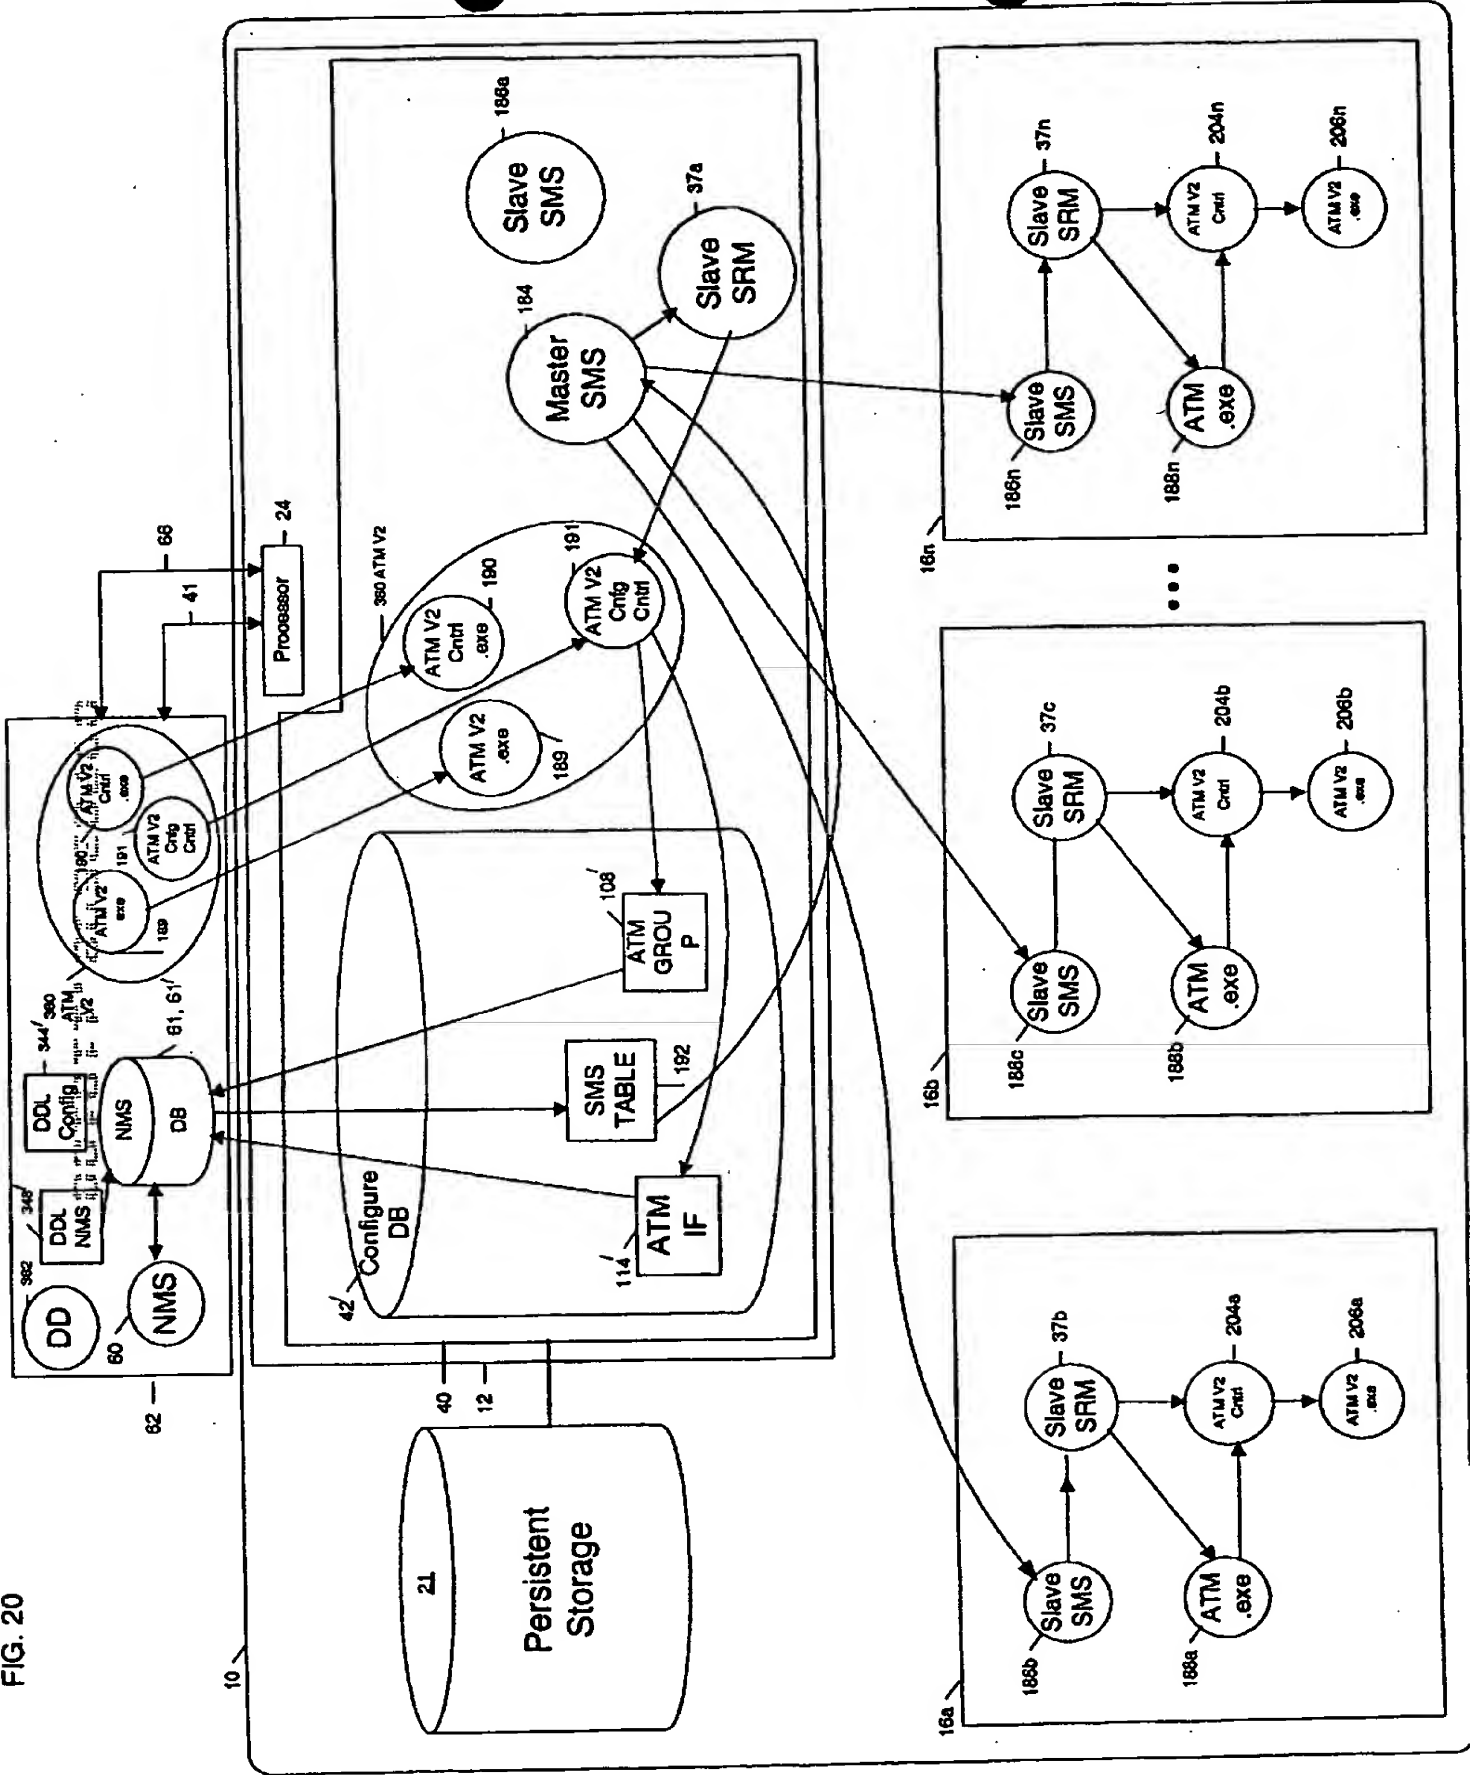 FIG. 20
10
62
60
NMS
382
DD
348'
DDL
NMS
344'
DDL
Config
NMS
DB
61, 61'
360
ATM
V2
189
ATM V2
exe
190
ATM V2
Cntrl
.exe
191
ATM V2
Cnfg
Cntrl
66
41
24
Processor
40
12
21
Persistent
Storage
42'
Configure
DB
114'
ATM
IF
SMS
TABLE
192
108'
ATM
GROU
P
360 ATM V2
ATM V2
.exe
189
ATM V2
Cntrl
.exe
190
ATM V2
Cnfg
Cntrl
191
Master
SMS
184
Slave
SMS
186a
Slave
SRM
37a
16a
186b
Slave
SMS
Slave
SRM
37b
188a
ATM
.exe
ATM V2
Cntrl
204a
ATM V2
.exe
206a
16b
186c
Slave
SMS
Slave
SRM
37c
188b
ATM
.exe
ATM V2
Cntrl
204b
ATM V2
.exe
206b
16n
186n
Slave
SMS
Slave
SRM
37n
188n
ATM
.exe
ATM V2
Cntrl
204n
ATM V2
.exe
206n